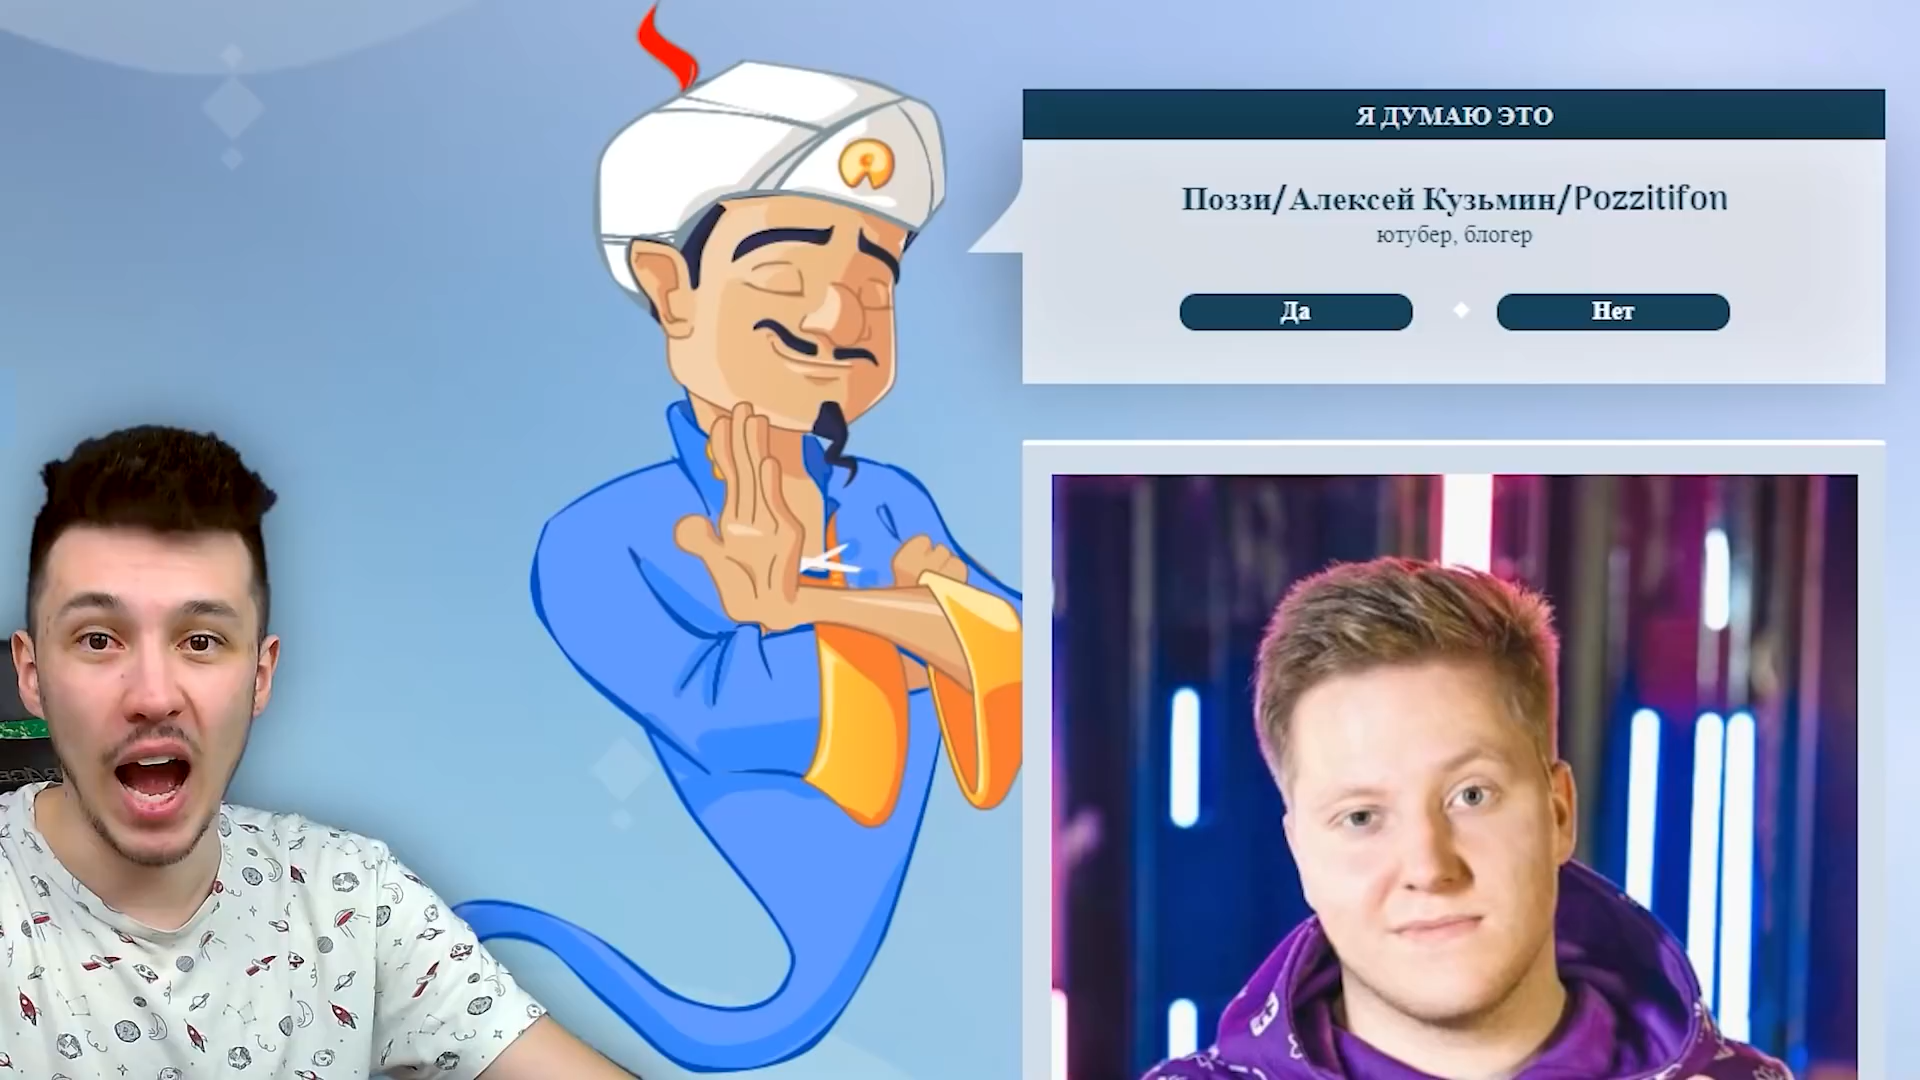 Я ДУМАЮ ЭТО
Поззи/Алексей Кузьмин/Pozzitifon
ютубер, блогер
Да
Нет